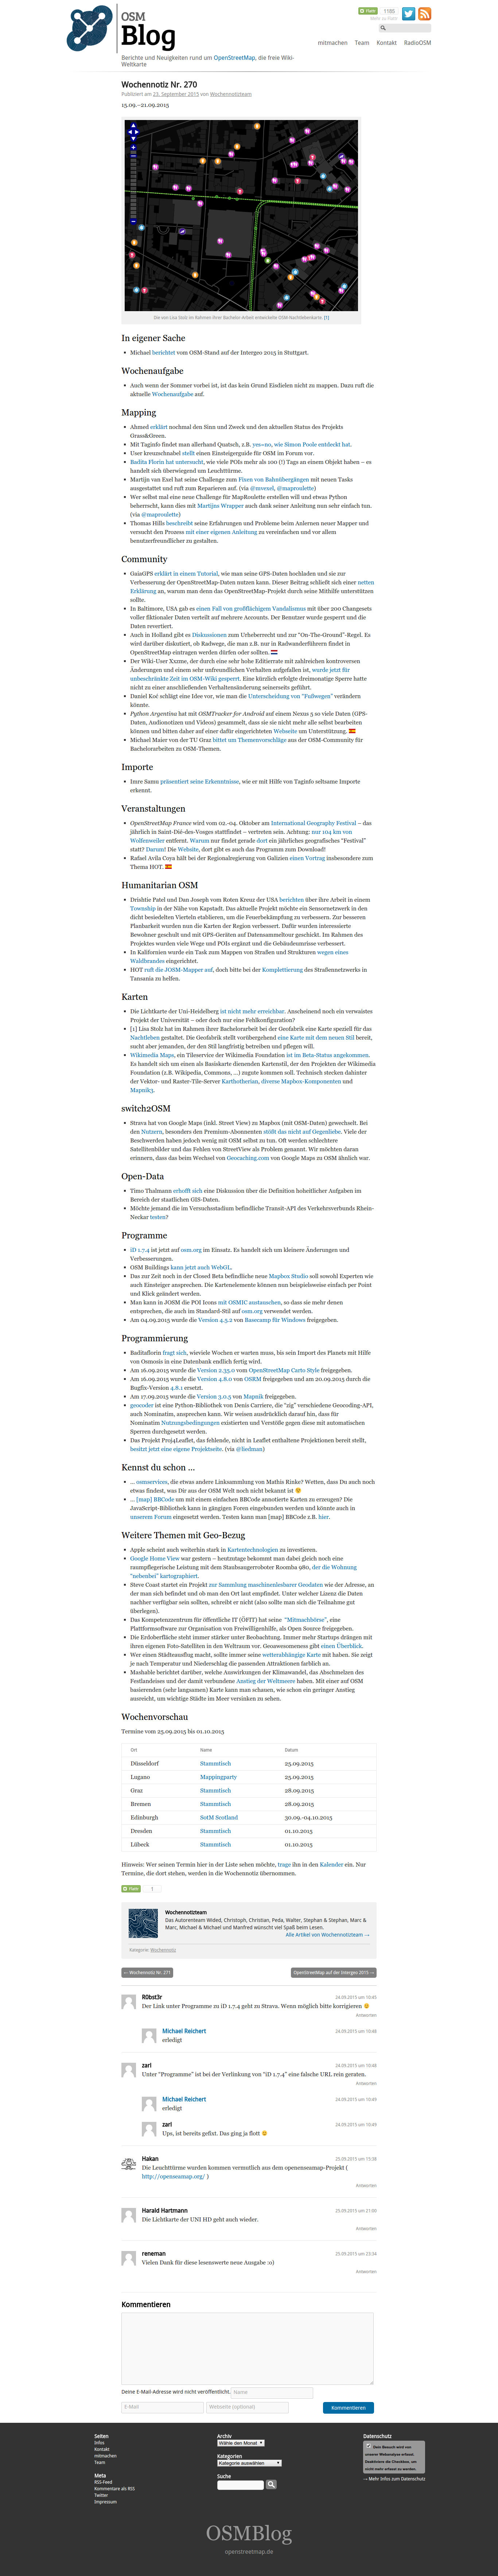 OSM
Blog
Flattr
1185
Mehr zu Flattr
mitmachen Team Kontakt RadioOSM
Berichte und Neuigkeiten rund um OpenStreetMap, die freie Wiki-
Weltkarte
Wochennotiz Nr. 270
Publiziert am 23. September 2015 von Wochennotizteam
15.09.–21.09.2015
Die von Lisa Stolz im Rahmen ihrer Bachelor-Arbeit entwickelte OSM-Nachtlebenkarte. [1]
In eigener Sache
Michael berichtet vom OSM-Stand auf der Intergeo 2015 in Stuttgart.
Wochenaufgabe
Auch wenn der Sommer vorbei ist, ist das kein Grund Eisdielen nicht zu mappen. Dazu ruft die
aktuelle Wochenaufgabe auf.
Mapping
Ahmed erklärt nochmal den Sinn und Zweck und den aktuellen Status des Projekts
Grass&Green.
Mit Taginfo findet man allerhand Quatsch, z.B. yes=no, wie Simon Poole entdeckt hat.
User kreuzschnabel stellt einen Einsteigerguide für OSM im Forum vor.
Badita Florin hat untersucht, wie viele POIs mehr als 100 (!) Tags an einem Objekt haben – es
handelt sich überwiegend um Leuchttürme.
Martijn van Exel hat seine Challenge zum Fixen von Bahnübergängen mit neuen Tasks
ausgestattet und ruft zum Reparieren auf. (via @mvexel, @maproulette)
Wer selbst mal eine neue Challenge für MapRoulette erstellen will und etwas Python
beherrscht, kann dies mit Martijns Wrapper auch dank seiner Anleitung nun sehr einfach tun.
(via @maproulette)
Thomas Hills beschreibt seine Erfahrungen und Probleme beim Anlernen neuer Mapper und
versucht den Prozess mit einer eigenen Anleitung zu vereinfachen und vor allem
benutzerfreundlicher zu gestalten.
Community
GaiaGPS erklärt in einem Tutorial, wie man seine GPS-Daten hochladen und sie zur
Verbesserung der OpenStreetMap-Daten nutzen kann. Dieser Beitrag schließt sich einer netten
Erklärung an, warum man denn das OpenStreetMap-Projekt durch seine Mithilfe unterstützen
sollte.
In Baltimore, USA gab es einen Fall von großflächigem Vandalismus mit über 200 Changesets
voller fiktionaler Daten verteilt auf mehrere Accounts. Der Benutzer wurde gesperrt und die
Daten revertiert.
Auch in Holland gibt es Diskussionen zum Urheberrecht und zur "On-The-Ground"-Regel. Es
wird darüber diskutiert, ob Radwege, die man z.B. nur in Radwanderführern findet in
OpenStreetMap eintragen werden dürfen oder sollten.
Der Wiki-User Xxzme, der durch eine sehr hohe Editierrate mit zahlreichen kontroversen
Änderungen und einem sehr unfreundlichen Verhalten aufgefallen ist, wurde jetzt für
unbeschränkte Zeit im OSM-Wiki gesperrt. Eine kürzlich erfolgte dreimonatige Sperre hatte
nicht zu einer anschließenden Verhaltensänderung seinerseits geführt.
Daniel Koć schlägt eine Idee vor, wie man die Unterscheidung von "Fußwegen" verändern
könnte.
Python Argentina hat mit OSMTracker for Android auf einem Nexus 5 so viele Daten (GPS-
Daten, Audionotizen und Videos) gesammelt, dass sie sie nicht mehr alle selbst bearbeiten
können und bitten daher auf einer dafür eingerichteten Webseite um Unterstützung.
Michael Maier von der TU Graz bittet um Themenvorschläge aus der OSM-Community für
Bachelorarbeiten zu OSM-Themen.
Importe
Imre Samu präsentiert seine Erkenntnisse, wie er mit Hilfe von Taginfo seltsame Importe
erkennt.
Veranstaltungen
OpenStreetMap France wird vom 02.-04. Oktober am International Geography Festival – das
jährlich in Saint-Dié-des-Vosges stattfindet – vertreten sein. Achtung: nur 104 km von
Wolfenweiler entfernt. Warum nur findet gerade dort ein weiteres geografisches "Festival"
statt? Darum! Die Website, dort gibt es auch das Programm zum Download!
Rafael Avila Coya hält bei der Regionalregierung von Galizien einen Vortrag insbesondere zum
Thema HOT.
Humanitarian OSM
Drishtie Patel und Dan Joseph vom Roten Kreuz der USA berichten über ihre Arbeit in einem
Township in der Nähe von Kapstadt. Das aktuelle Projekt möchte ein Sensornetzwerk in den
dicht besiedelten Vierteln etablieren, um die Feuerbekämpfung zu verbessern. Zur besseren
Planbarkeit wurden nun die Karten der Region verbessert. Dafür wurden interessierte
Bewohner geschult und mit GPS-Geräten auf Datensammeltour geschickt. Im Rahmen des
Projektes wurden viele Wege und POIs ergänzt und die Gebäudeumrisse verbessert.
In Kalifornien wurde ein Task zum Mappen von Straßen und Strukturen wegen eines
Waldbrandes eingerichtet.
HOT ruft die JOSM-Mapper auf, doch bitte bei der Komplettierung des Straßennetzwerks in
Tansania zu helfen.
Karten
Die Lichtkarte der Uni-Heidelberg ist nicht mehr erreichbar. Anscheinend noch ein verwaistes
Projekt der Universität – oder doch nur eine Fehlkonfiguration?
[1] Lisa Stolz hat im Rahmen ihrer Bachelorarbeit bei der Geofabrik eine Karte speziell für das
Nachtleben gestaltet. Die Geofabrik stellt vorübergehend eine Karte mit dem neuen Stil bereit,
suchen aber jemanden, der den Stil langfristig betreiben und pflegen will.
Wikimedia Maps, ein Tileservice der Wikimedia Foundation ist im Beta-Status angekommen.
Es handelt sich um einen als Basiskarte dienenden Kartenstil, der den Projekten der Wikimedia
Foundation (z.B. Wikipedia, Commons, …) zugute kommen soll. Technisch stecken dahinter
der Vektor- und Raster-Tile-Server Karthotherian, diverse Mapbox-Komponenten und
Mapnik3.
switch2OSM
Strava hat von Google Maps (inkl. Street View) zu Mapbox (mit OSM-Daten) gewechselt. Bei
den Nutzern, besonders den Premium-Abonnenten stößt das nicht auf Gegenliebe. Viele der
Beschwerden haben jedoch wenig mit OSM selbst zu tun, als vielmehr mit schlechteren
Satellitenbilder und das Fehlen von StreetView als Problem genannt. Wir möchten daran
erinnern, dass dass beim Wechsel von Geocaching.com von Google Maps zu OSM ähnlich war.
Open-Data
Timo Thalmann erhofft sich eine Diskussion über die Definition hoheitlicher Aufgaben im
Bereich der staatlichen GIS-Daten.
Möchte jemand die im Versuchsstadium befindliche Transit-API des Verkehrsverbunds Rhein-
Neckar testen?
Programme
iD 1.7.4 ist jetzt auf osm.org im Einsatz. Wie immer handelt es sich um kleinere Änderungen und
Verbesserungen.
OSM Buildings kann jetzt auch WebGL.
Das zur Zeit noch in der Closed Beta befindliche neue Mapbox Studio soll sowohl Experten wie
auch Einsteiger ansprechen. Die Kartenelemente können nun beispielsweise mit einfachen Point
und Klick geändert werden.
Man kann in JOSM die POI Icons mit OSMIC austauschen, so dass sie mehr denen
entsprechen, die auch im Standard-Stil auf osm.org verwendet werden.
Am 04.09.2015 wurde die Version 4.5.2 von Basecamp für Windows freigegeben.
Programmierung
Baditaflorin fragt sich, wieviele Wochen er warten muss, bis sein Import des Planets mit Hilfe
von Osmosis in eine Datenbank endlich fertig wird.
Am 16.09.2015 wurde die Version 2.35.0 von OpenStreetMap Carto Style freigegeben.
Am 16.09.2015 wurde die Version 4.8.0 von OSRM freigegeben und am 20.09.2015 durch die
Bugfix-Version 4.8.1 ersetzt.
Am 17.09.2015 wurde die Version 3.0.5 von Mapnik freigegeben.
geocoder ist eine Python-Bibliothek von Denis Carriere, die "zig" verschiedene Geocoding-API,
auch Nominatim, ansprechen kann. Wir weisen ausdrücklich darauf hin, dass für
Nominatim Nutzungsbedingungen existieren und Verstöße gegen diese mit automatischen
Sperren durchgesetzt werden.
Das Projekt Proj4Leaflet, das fehlende, nicht in Leaflet enthaltene Projektionen bereit stellt,
besitzt jetzt eine eigene Projektseite. (via @liedman)
Kennst du schon …
… osmservices, die etwas andere Linksammlung von Mathis Rinke? Wetten, dass Du auch noch
etwas findest, was Dir aus der OSM Welt noch nicht bekannt ist
… [map] BBCode um mit einem einfachen BBCode annotierte Karten zu erzeugen? Die
JavaScript-Bibliothek kann in gängigen Foren eingebunden werden und könnte auch in
unserem Forum eingesetzt werden. Testen kann man [map] BBCode z.B. hier.
Weitere Themen mit Geo-Bezug
Apple scheint auch weiterhin stark in Kartentechnologien zu investieren.
Google Home View war gestern – heutzutage bekommt man dabei gleich noch eine
raumpflegerische Leistung mit dem Staubsaugerroboter Roomba 980, der die Wohnung
"nebenbei" kartographiert.
Steve Coast startet ein Projekt zur Sammlung maschinenlesbarer Geodaten wie der Adresse, an
der man sich befindet und ob man den Ort laut empfindet. Unter welcher Lizenz die Daten
nachher verfügbar sein werden, schreibt er nicht (oder sollten wir einen nichtssagende Titel
überlegen).
Das Kompetenzzentrum für öffentliche IT (ÖFIT) hat seine "Mitmachbörse", eine
Plattformsoftware zur Organisation von Freiwilligenhilfe, als Open Source freigegeben.
Die Erdoberfläche steht immer stärker unter Beobachtung. Immer mehr Startups drängen mit
ihren eigenen Foto-Satelliten in den Weltraum vor. Geoawesomeness gibt einen Überblick.
Wer einen Städteausflug macht, sollte immer seine wetterabhängige Karte mit haben. Sie zeigt
je nach Temperatur und Niederschlag die passenden Attraktionen farblich an.
Mashable berichtet darüber, welche Auswirkungen der Klimawandel, das Abschmelzen des
Festlandeises und der damit verbundene Anstieg der Weltmeere haben. Mit einer auf OSM
basierenden (sehr langsamen) Karte kann man schauen, wie schon ein geringer Anstieg
ausreicht, um wichtige Städte im Meer versinken zu sehen.
Wochenvorschau
Termine vom 25.09.2015 bis 01.10.2015
Ort Name Datum
Düsseldorf Stammtisch 25.09.2015
Lugano Mappingparty 25.09.2015
Graz Stammtisch 28.09.2015
Bremen Stammtisch 28.09.2015
Edinburgh SotM Scotland 30.09.-04.10.2015
Dresden Stammtisch 01.10.2015
Lübeck Stammtisch 01.10.2015
Hinweis: Wer seinen Termin hier in der Liste sehen möchte, trage ihn in den Kalender ein. Nur
Termine, die dort stehen, werden in die Wochennotiz übernommen.
Flattr 1
Wochennotizteam
Das Autorenteam Wided, Christoph, Christian, Peda, Walter, Stephan & Stephan, Marc &
Marc, Michael & Michael und Manfred wünscht viel Spaß beim Lesen.
Alle Artikel von Wochennotizteam →
Kategorie: Wochennotiz
← Wochennotiz Nr. 271
OpenStreetMap auf der Intergeo 2015 →
R0bst3r
24.09.2015 um 10:45
Der Link unter Programme zu iD 1.7.4 geht zu Strava. Wenn möglich bitte korrigieren
Antworten
Michael Reichert
24.09.2015 um 10:48
erledigt
zarl
24.09.2015 um 10:48
Unter "Programme" ist bei der Verlinkung von "iD 1.7.4" eine falsche URL rein geraten.
Antworten
Michael Reichert
24.09.2015 um 10:49
erledigt
zarl
24.09.2015 um 10:49
Ups, ist bereits gefixt. Das ging ja flott
Hakan
25.09.2015 um 15:38
Die Leuchttürme wurden kommen vermutlich aus dem openenseamap-Projekt (
http://openseamap.org/ )
Antworten
Harald Hartmann
25.09.2015 um 21:00
Die Lichtkarte der UNI HD geht auch wieder.
Antworten
reneman
25.09.2015 um 23:34
Vielen Dank für diese lesenswerte neue Ausgabe :o)
Antworten
Kommentieren
Deine E-Mail-Adresse wird nicht veröffentlicht.
Name
E-Mail
Webseite (optional)
Kommentieren
Seiten
Infos
Kontakt
mitmachen
Team
Meta
RSS-Feed
Kommentare als RSS
Twitter
Impressum
Archiv
Wähle den Monat
Kategorien
Kategorie auswählen
Suche
Datenschutz
Dein Besuch wird von
unserer Webanalyse erfasst.
Deaktiviere die Checkbox, um
nicht mehr erfasst zu werden.
→ Mehr Infos zum Datenschutz
OSMBlog
openstreetmap.de